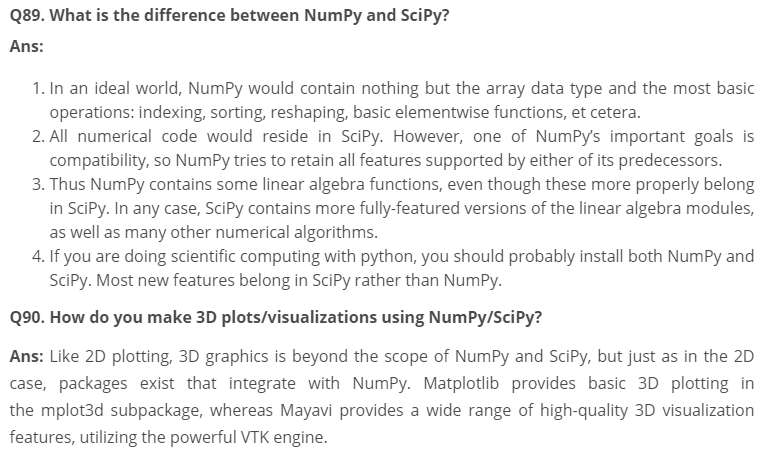 Q89. What is the difference between NumPy and SciPy?
Ans:
1. In an ideal world, NumPy would contain nothing but the array data type and the most basic
operations: indexing, sorting, reshaping, basic elementwise functions, et cetera.
2. All numerical code would reside in SciPy. However, one of NumPy’s important goals is
compatibility, so NumPy tries to retain all features supported by either of its predecessors.
3. Thus NumPy contains some linear algebra functions, even though these more properly belong
in SciPy. In any case, SciPy contains more fully-featured versions of the linear algebra modules,
as well as many other numerical algorithms.
4. If you are doing scientific computing with python, you should probably install both NumPy and
SciPy. Most new features belong in SciPy rather than NumPy.
Q90. How do you make 3D plots/visualizations using NumPy/SciPy?
Ans: Like 2D plotting, 3D graphics is beyond the scope of NumPy and SciPy, but just as in the 2D
case, packages exist that integrate with NumPy. Matplotlib provides basic 3D plotting in
the mplot3d subpackage, whereas Mayavi provides a wide range of high-quality 3D visualization
features, utilizing the powerful VTK engine.